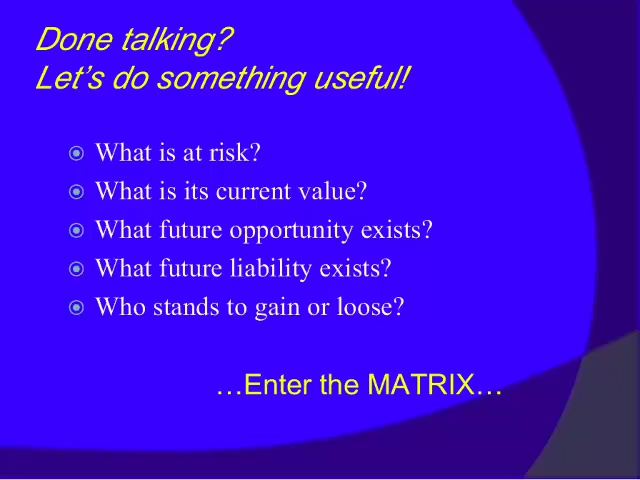 Done talking?
Let's do something useful!
What is at risk?
What is its current value?
What future opportunity exists?
What future liability exists?
Who stands to gain or loose?
…Enter the MATRIX…